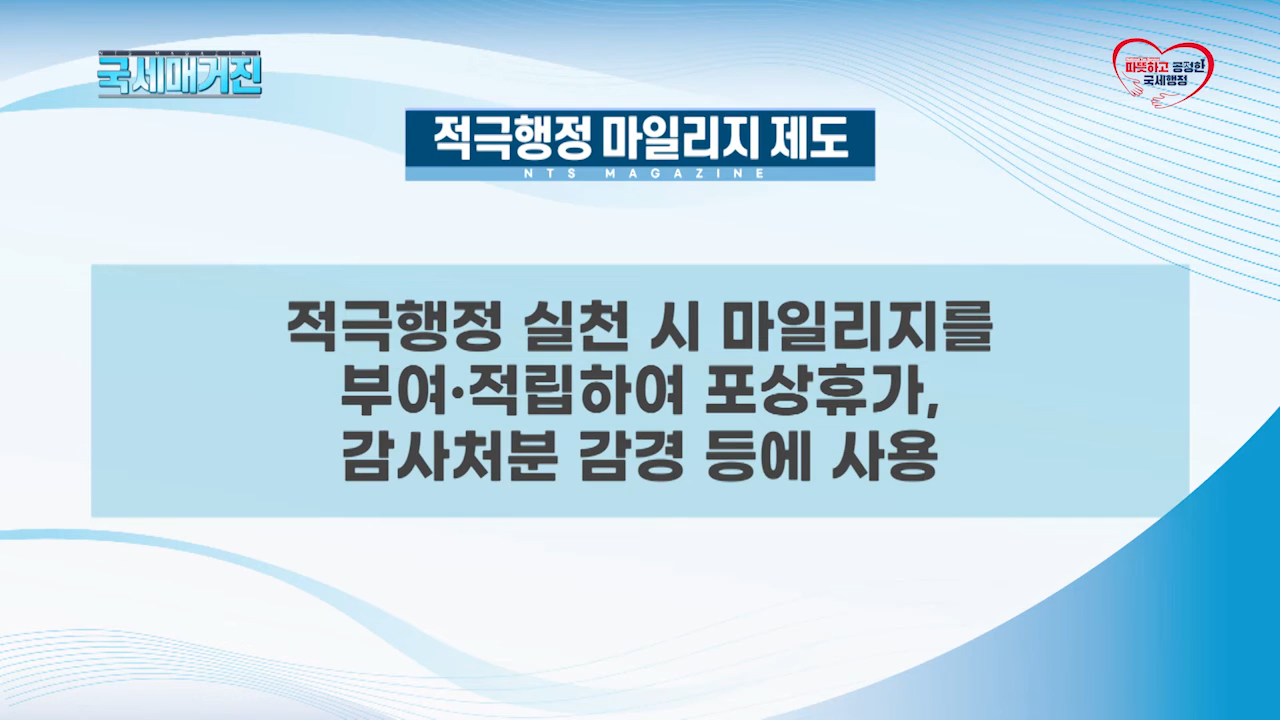 NTS MAGAZINE
국세매거진
따뜻하고 공정한
국세행정
적극행정 마일리지 제도
NTS MAGAZINE
적극행정 실천 시 마일리지를
부여·적립하여 포상휴가,
감사처분 감경 등에 사용